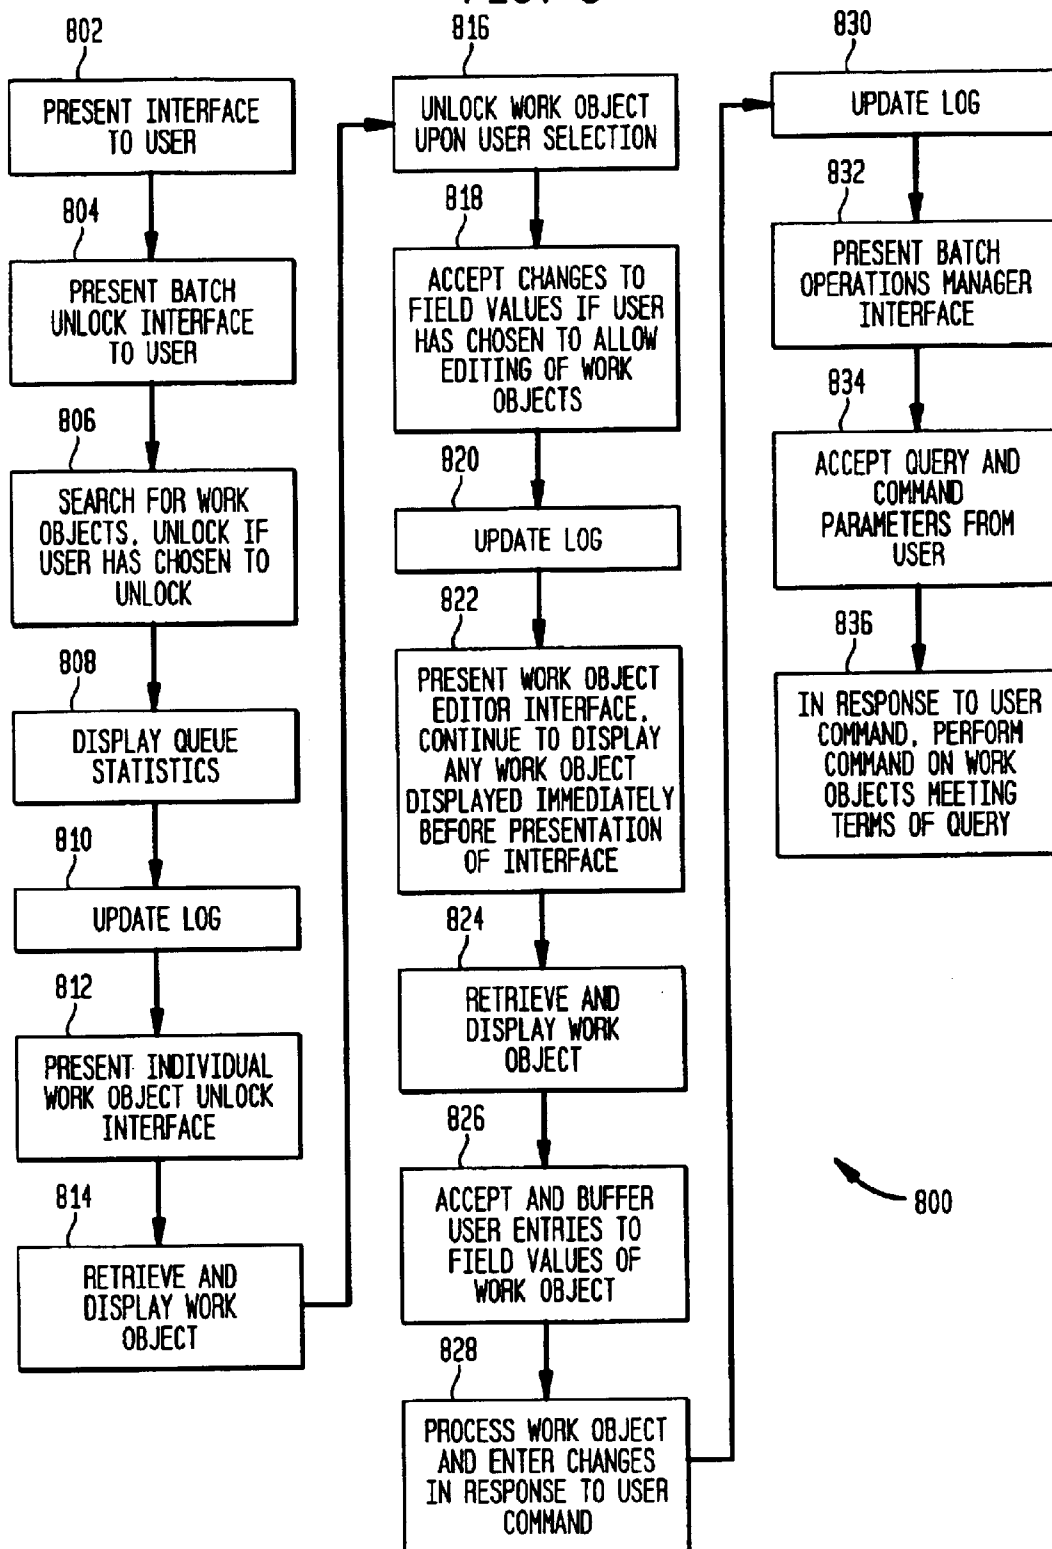 802
PRESENT INTERFACE
TO USER
804
PRESENT BATCH
UNLOCK INTERFACE
TO USER
806
SEARCH FOR WORK
OBJECTS, UNLOCK IF
USER HAS CHOSEN TO
UNLOCK
808
DISPLAY QUEUE
STATISTICS
810
UPDATE LOG
812
PRESENT INDIVIDUAL
WORK OBJECT UNLOCK
INTERFACE
814
RETRIEVE AND
DISPLAY WORK
OBJECT
816
UNLOCK WORK OBJECT
UPON USER SELECTION
818
ACCEPT CHANGES TO
FIELD VALUES IF USER
HAS CHOSEN TO ALLOW
EDITING OF WORK
OBJECTS
820
UPDATE LOG
822
PRESENT WORK OBJECT
EDITOR INTERFACE,
CONTINUE TO DISPLAY
ANY WORK OBJECT
DISPLAYED IMMEDIATELY
BEFORE PRESENTATION
OF INTERFACE
824
RETRIEVE AND
DISPLAY WORK
OBJECT
826
ACCEPT AND BUFFER
USER ENTRIES TO
FIELD VALUES OF
WORK OBJECT
828
PROCESS WORK OBJECT
AND ENTER CHANGES
IN RESPONSE TO USER
COMMAND
830
UPDATE LOG
832
PRESENT BATCH
OPERATIONS MANAGER
INTERFACE
834
ACCEPT QUERY AND
COMMAND
PARAMETERS FROM
USER
836
IN RESPONSE TO USER
COMMAND, PERFORM
COMMAND ON WORK
OBJECTS MEETING
TERMS OF QUERY
800